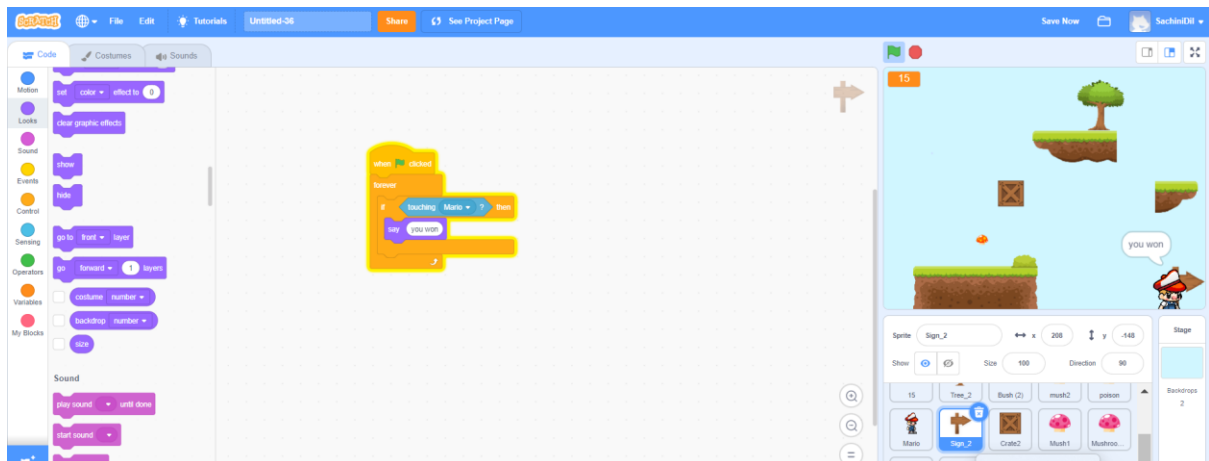 SCRATCH File Edit Tutorials Untitled-36 Share See Project Page Save Now SachiniDil
Code Costumes Sounds
Motion
Looks
Sound
Events
Control
Sensing
Operators
Variables
My Blocks
set color effect to 0
clear graphic effects
show
hide
go to front layer
go forward 1 layers
costume number
backdrop number
size
Sound
play sound until done
start sound
when clicked
forever
if touching Mario ? then
say you won
15
you won
Sprite Sign_2 x 208 y -148
Show Size 100 Direction 90
15 Tree_2 Bush (2) mush2 poison
Mario Sign_2 Crate2 Mush1 Mushroo...
Stage
Backdrops
2